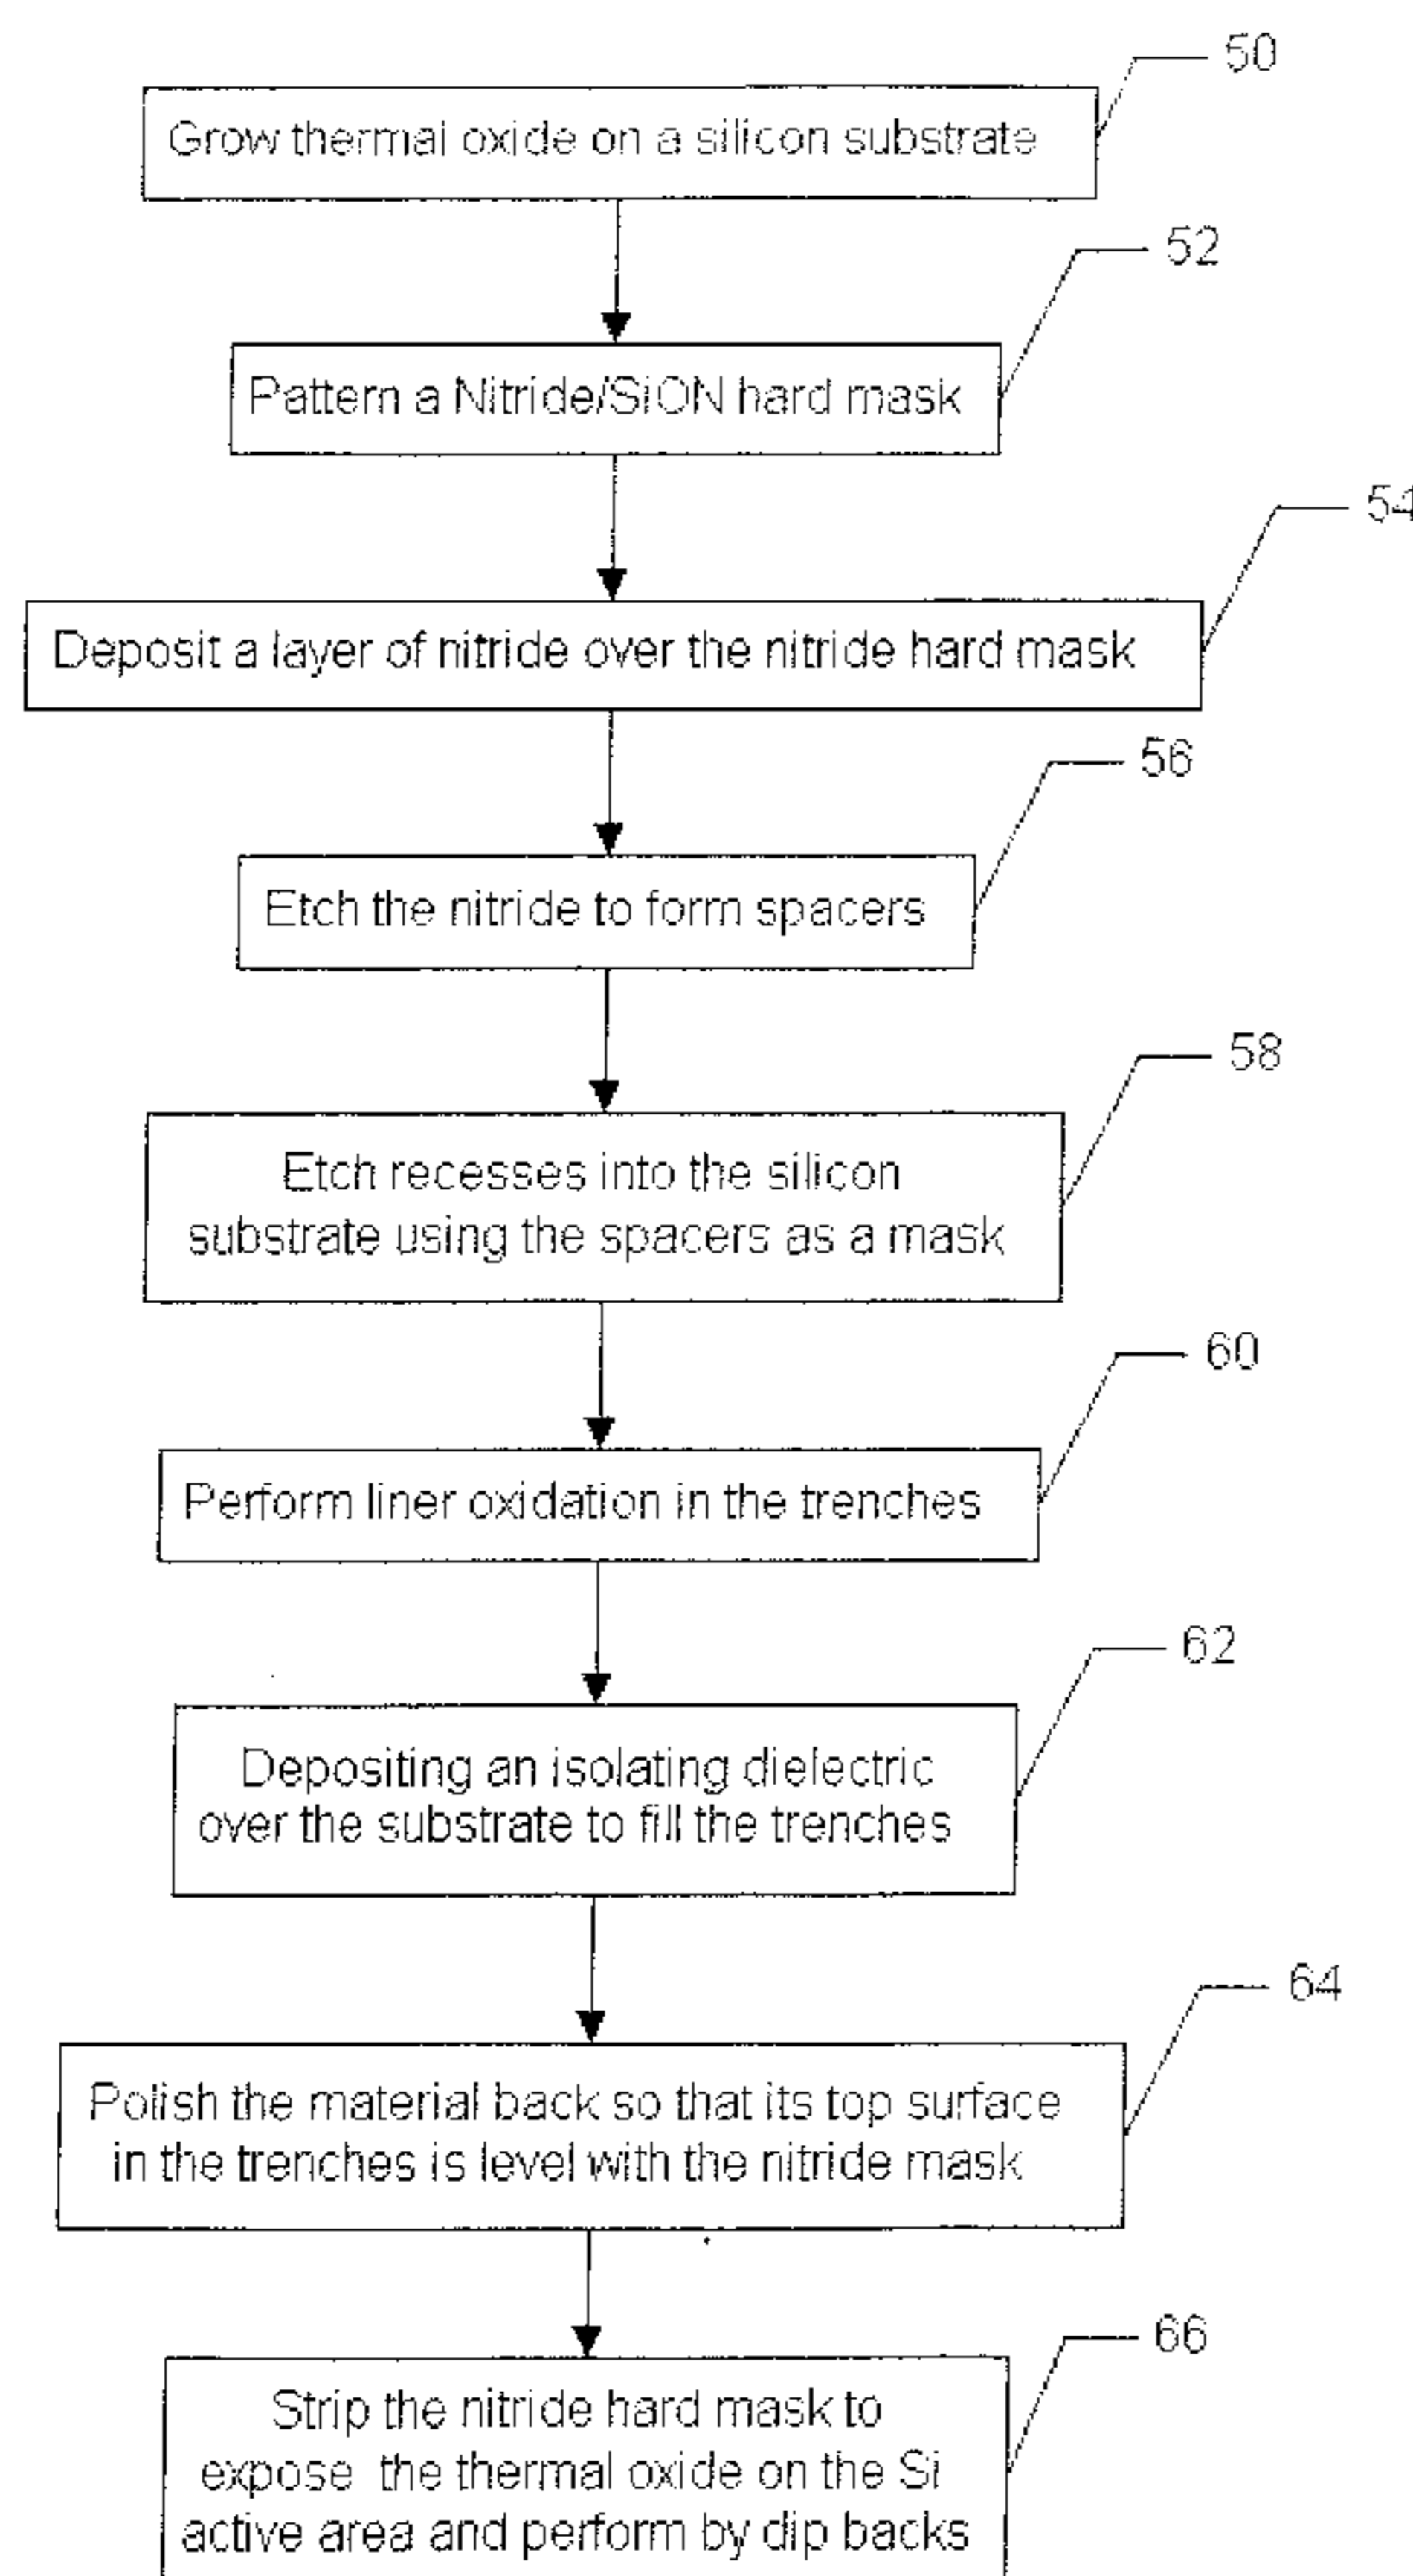 50
Grow thermal oxide on a silicon substrate
52
Pattern a Nitride/SiON hard mask
54
Deposit a layer of nitride over the nitride hard mask
56
Etch the nitride to form spacers
58
Etch recesses into the silicon
substrate using the spacers as a mask
60
Perform liner oxidation in the trenches
62
Depositing an isolating dielectric
over the substrate to fill the trenches
64
Polish the material back so that its top surface
in the trenches is level with the nitride mask
66
Strip the nitride hard mask to
expose the thermal oxide on the Si
active area and perform by dip backs